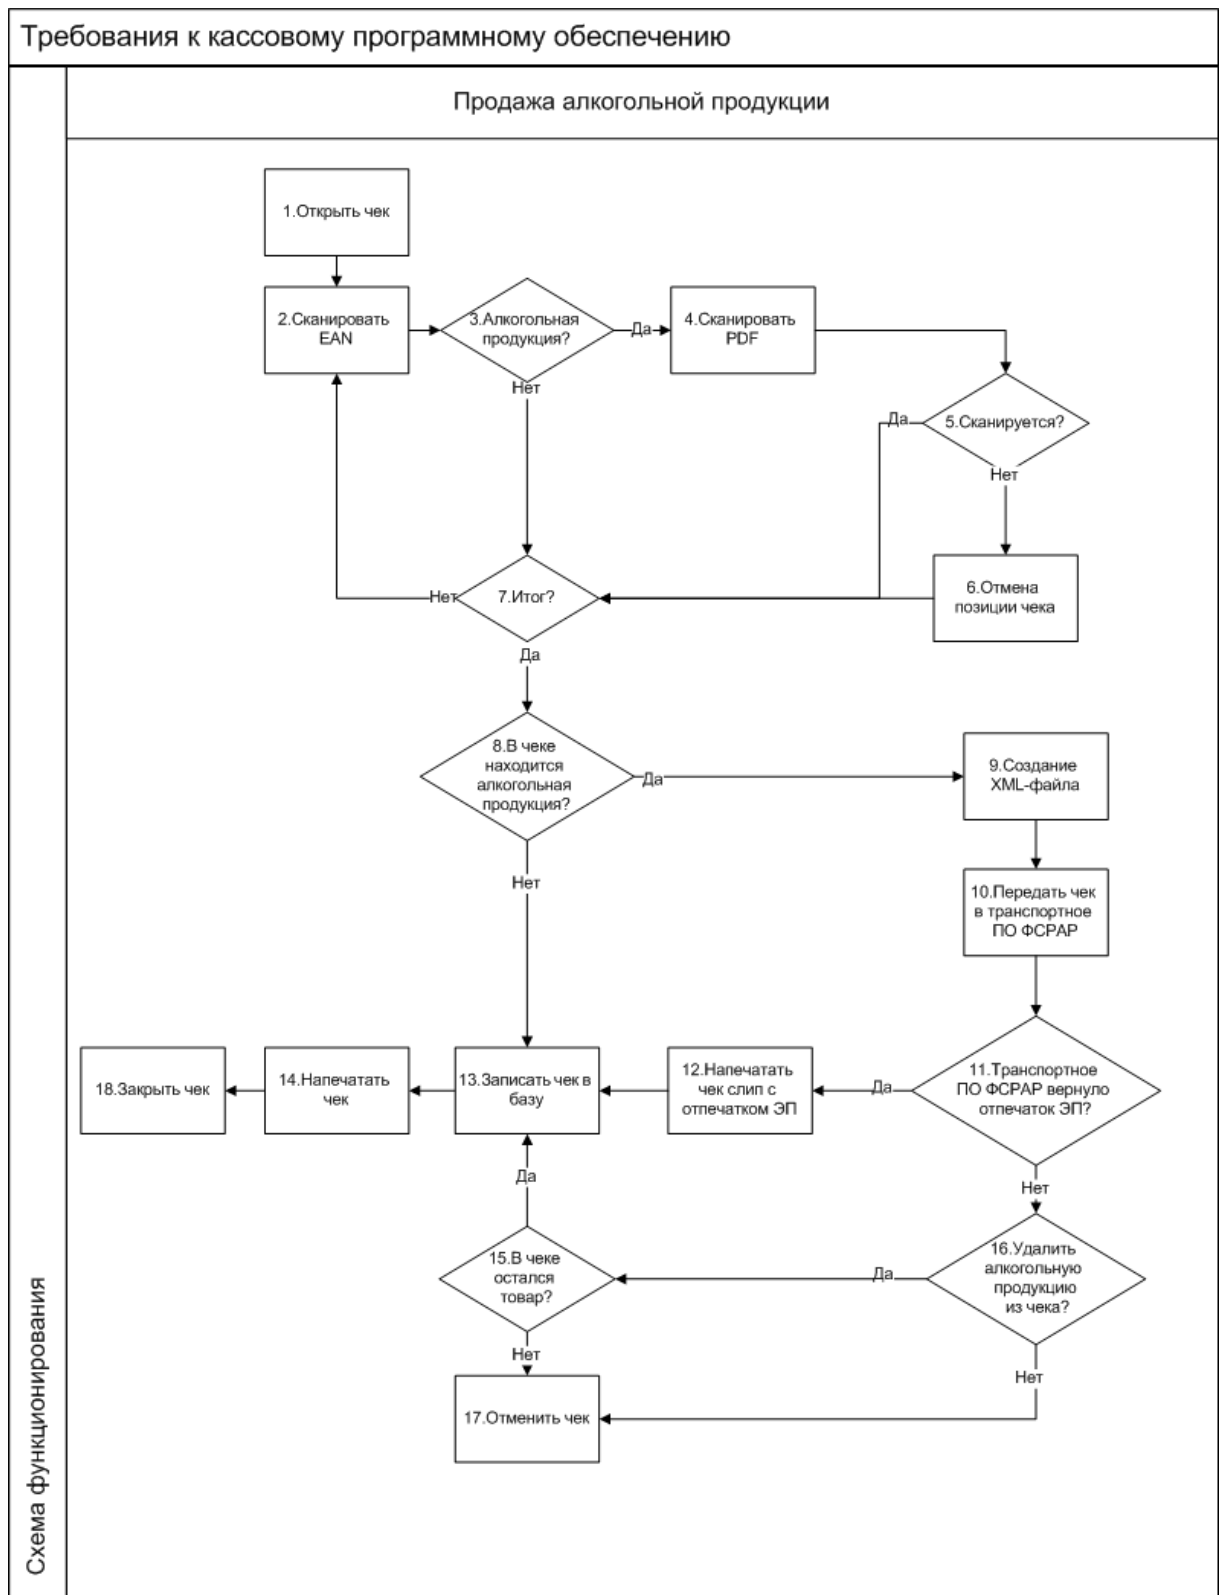 Требования к кассовому программному обеспечению
Продажа алкогольной продукции
Схема функционирования
1.Открыть чек
2.Сканировать
EAN
3.Алкогольная
продукция?
Да
4.Сканировать
PDF
Нет
5.Сканируется?
Да
Нет
6.Отмена
позиции чека
7.Итог?
Нет
Да
8.В чеке
находится
алкогольная
продукция?
Да
9.Создание
XML-файла
Нет
10.Передать чек
в транспортное
ПО ФСРАР
11.Транспортное
ПО ФСРАР вернуло
отпечаток ЭП?
Да
12.Напечатать
чек слип с
отпечатком ЭП
13.Записать чек в
базу
14.Напечатать
чек
18.Закрыть чек
Нет
Да
15.В чеке
остался
товар?
Да
16.Удалить
алкогольную
продукцию
из чека?
Нет
Нет
17.Отменить чек